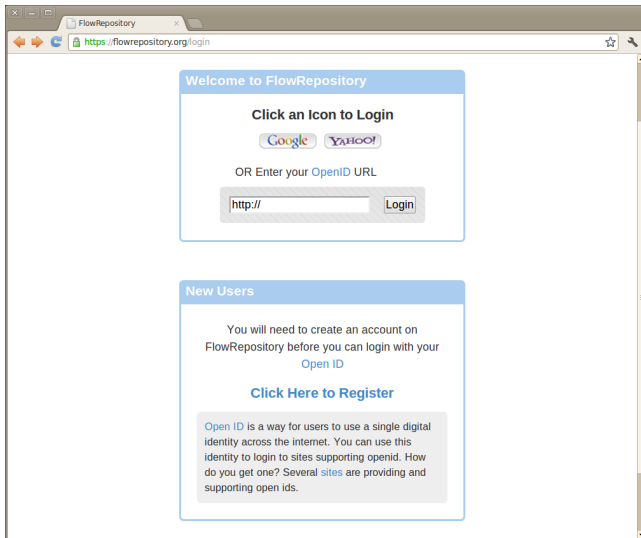 FlowRepository
https://flowrepository.org/login
Welcome to FlowRepository
Click an Icon to Login
Google YAHOO!
OR Enter your OpenID URL
http:// Login
New Users
You will need to create an account on
FlowRepository before you can login with your
Open ID
Click Here to Register
Open ID is a way for users to use a single digital
identity across the internet. You can use this
identity to login to sites supporting openid. How
do you get one? Several sites are providing and
supporting open ids.